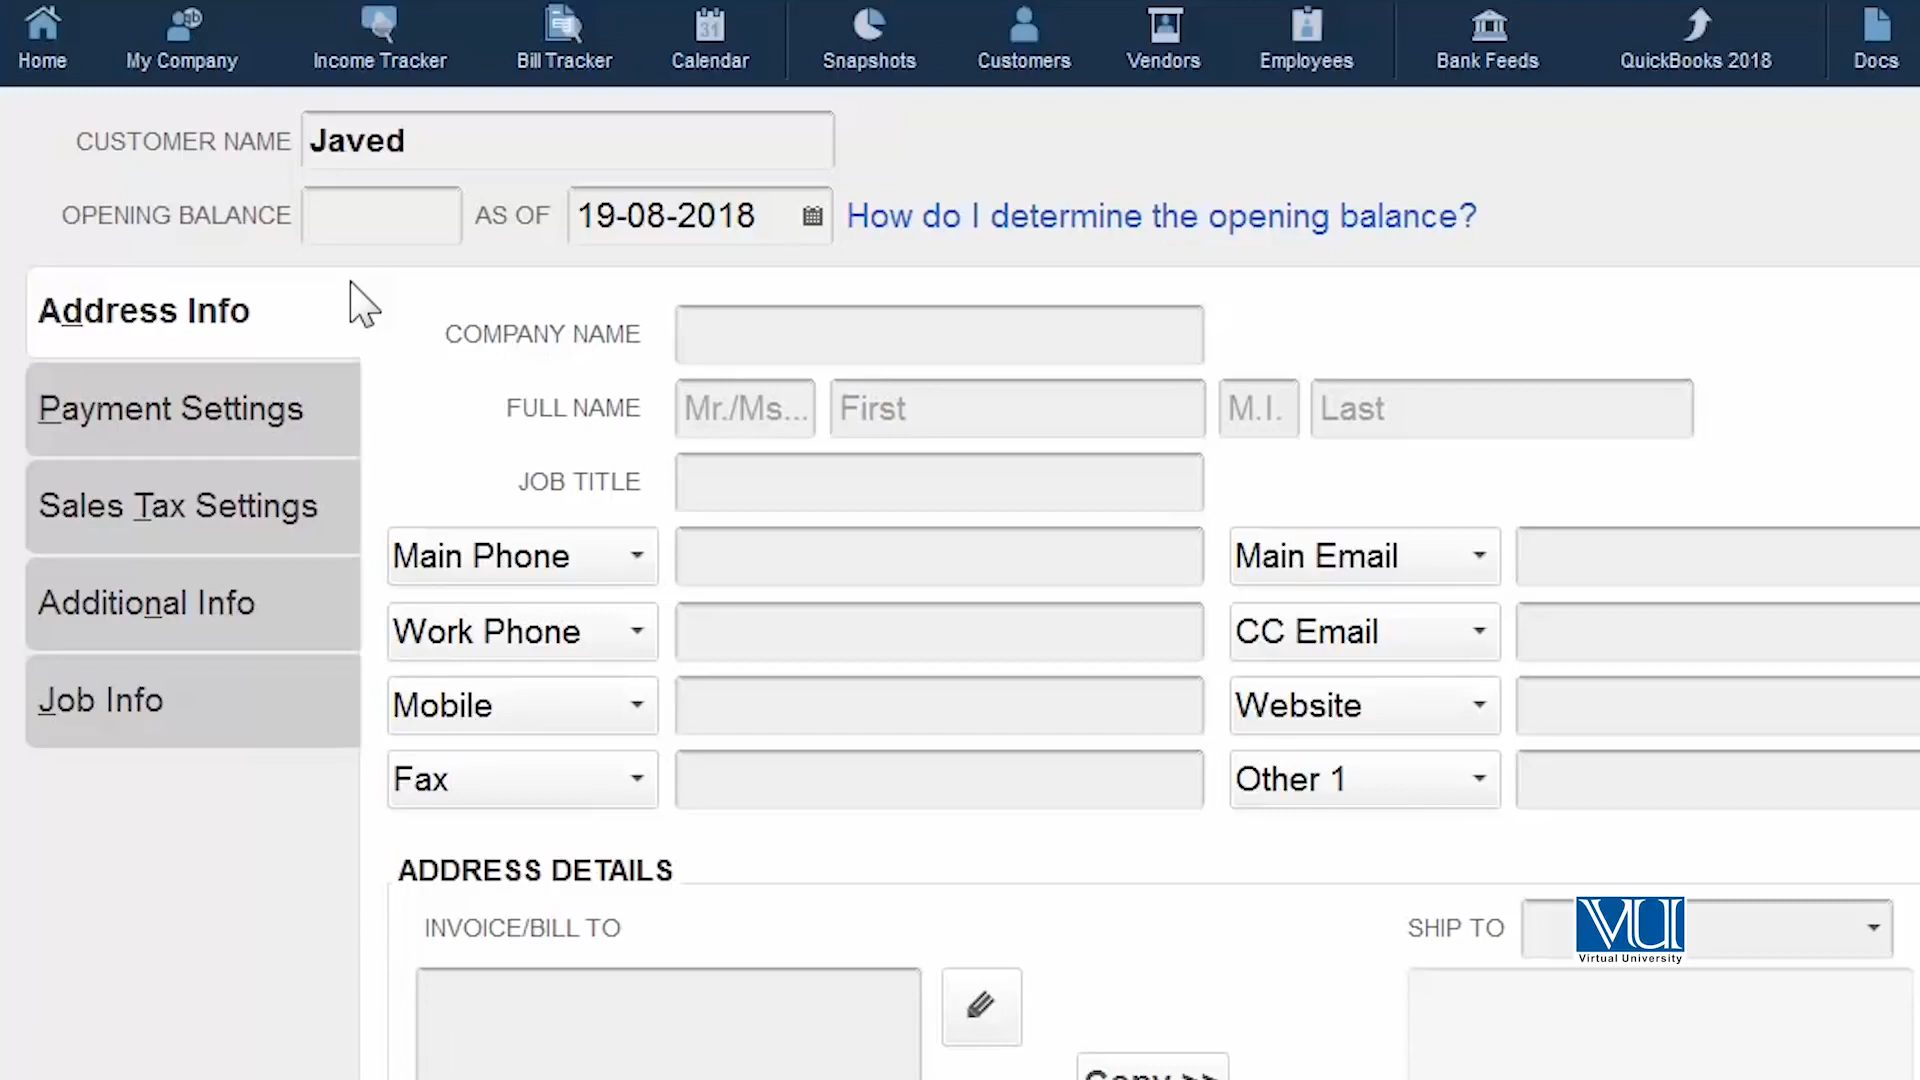 Home My Company Income Tracker Bill Tracker Calendar Snapshots Customers Vendors Employees Bank Feeds QuickBooks 2018 Docs
CUSTOMER NAME Javed
OPENING BALANCE AS OF 19-08-2018 How do I determine the opening balance?
Address Info
Payment Settings
Sales Tax Settings
Additional Info
Job Info
COMPANY NAME
FULL NAME Mr./Ms... First M.I. Last
JOB TITLE
Main Phone Main Email
Work Phone CC Email
Mobile Website
Fax Other 1
ADDRESS DETAILS
INVOICE/BILL TO SHIP TO
VU
Virtual University
Copy >>